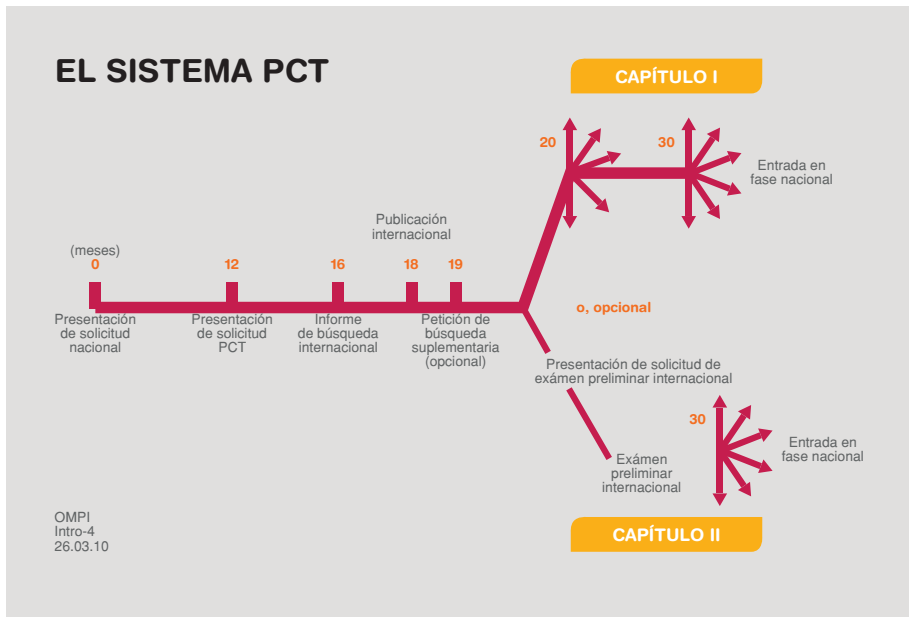 EL SISTEMA PCT
CAPÍTULO I
20
30
Entrada en
fase nacional
Publicación
internacional
(meses)
0
12
16
18
19
Presentación
de solicitud
nacional
Presentación
de solicitud
PCT
Informe
de búsqueda
internacional
Petición de
búsqueda
suplementaria
(opcional)
o, opcional
Presentación de solicitud de
exámen preliminar internacional
30
Entrada en
fase nacional
Exámen
preliminar
internacional
CAPÍTULO II
OMPI
Intro-4
26.03.10